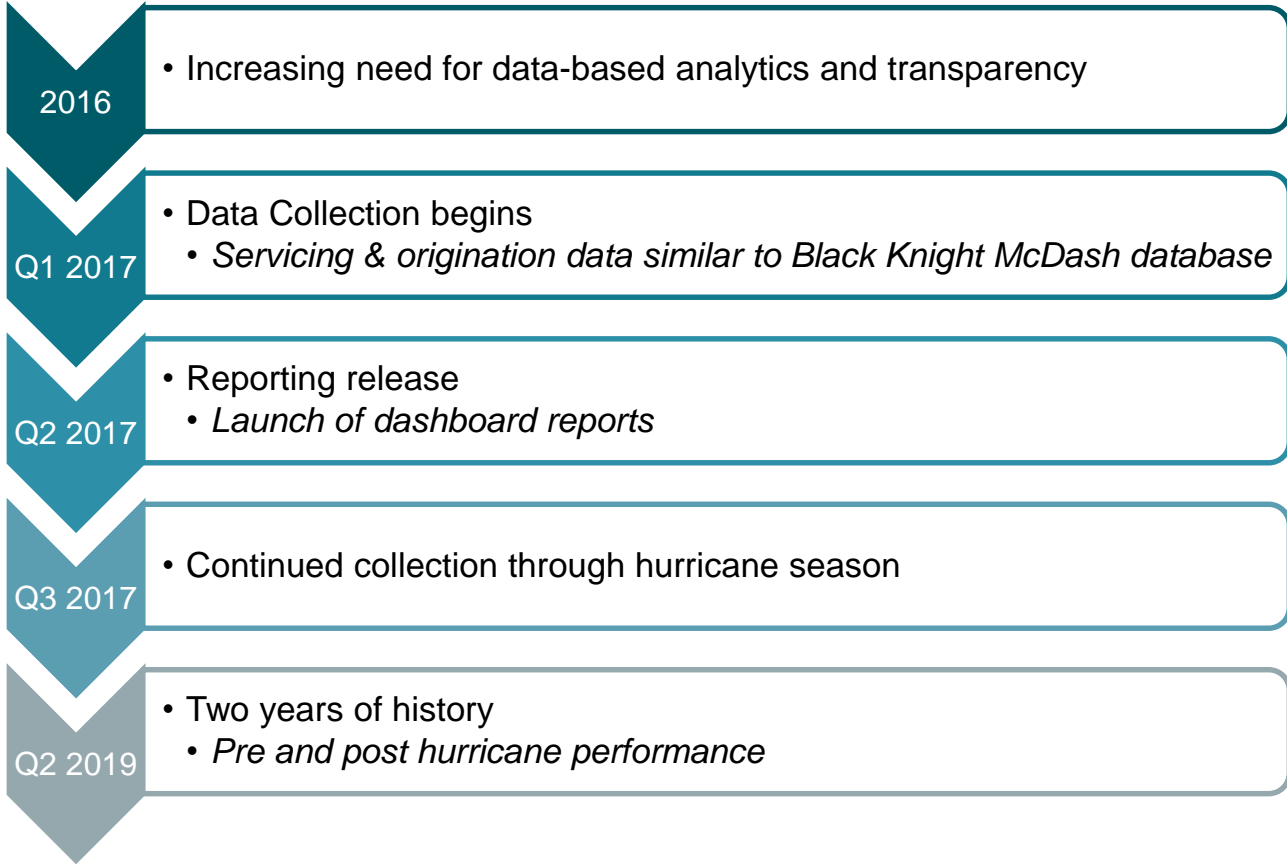 2016
• Increasing need for data-based analytics and transparency
Q1 2017
• Data Collection begins
• Servicing & origination data similar to Black Knight McDash database
Q2 2017
• Reporting release
• Launch of dashboard reports
Q3 2017
• Continued collection through hurricane season
Q2 2019
• Two years of history
• Pre and post hurricane performance